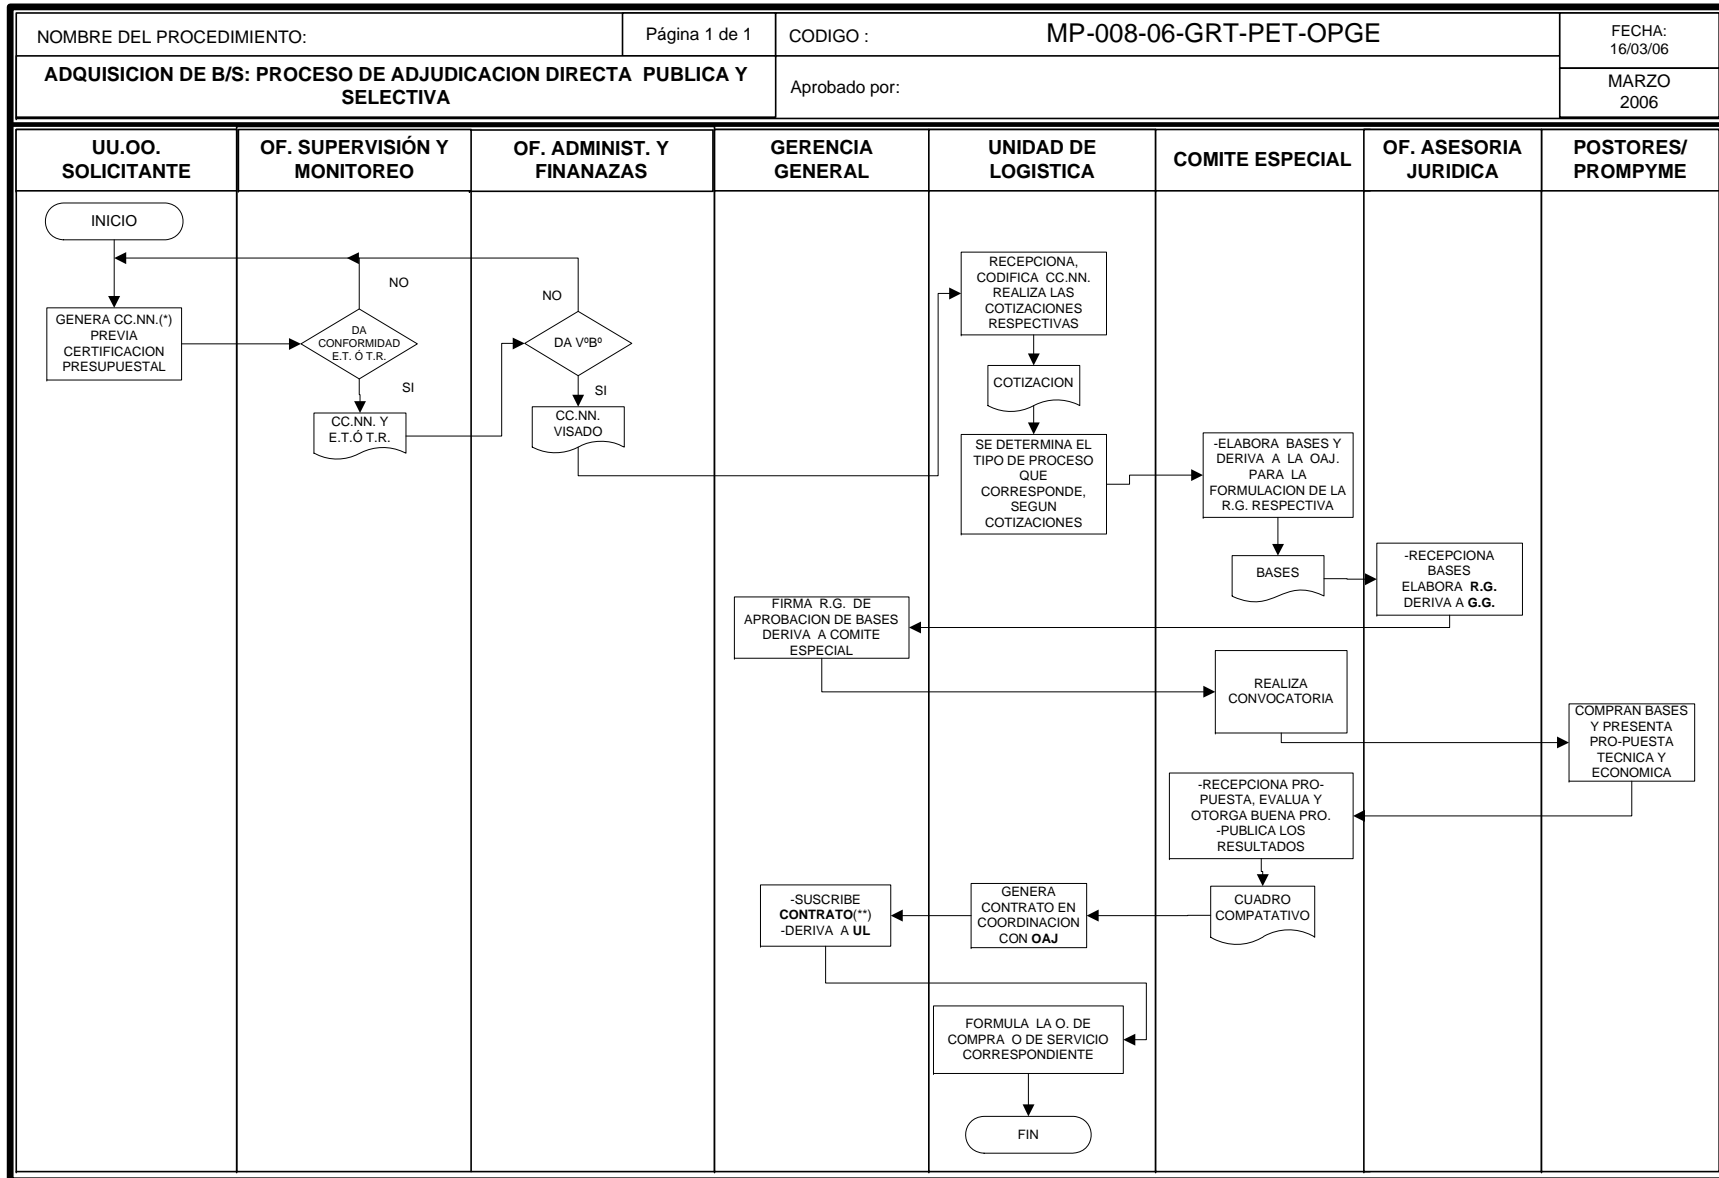 NOMBRE DEL PROCEDIMIENTO:
Página 1 de 1
CODIGO :
MP-008-06-GRT-PET-OPGE
FECHA:
16/03/06
ADQUISICION DE B/S: PROCESO DE ADJUDICACION DIRECTA PUBLICA Y
SELECTIVA
Aprobado por:
MARZO
2006
UU.OO.
SOLICITANTE
OF. SUPERVISIÓN Y
MONITOREO
OF. ADMINIST. Y
FINANAZAS
GERENCIA
GENERAL
UNIDAD DE
LOGISTICA
COMITE ESPECIAL
OF. ASESORIA
JURIDICA
POSTORES/
PROMPYME
INICIO
GENERA CC.NN.(*)
PREVIA
CERTIFICACION
PRESUPUESTAL
NO
DA
CONFORMIDAD
E.T. Ó T.R.
SI
CC.NN. Y
E.T.Ó T.R.
NO
DA VºBº
SI
CC.NN.
VISADO
RECEPCIONA,
CODIFICA CC.NN.
REALIZA LAS
COTIZACIONES
RESPECTIVAS
COTIZACION
SE DETERMINA EL
TIPO DE PROCESO
QUE
CORRESPONDE,
SEGUN
COTIZACIONES
-ELABORA BASES Y
DERIVA A LA OAJ.
PARA LA
FORMULACION DE LA
R.G. RESPECTIVA
BASES
-RECEPCIONA
BASES
ELABORA R.G.
DERIVA A G.G.
FIRMA R.G. DE
APROBACION DE BASES
DERIVA A COMITE
ESPECIAL
REALIZA
CONVOCATORIA
COMPRAN BASES
Y PRESENTA
PRO-PUESTA
TECNICA Y
ECONOMICA
-RECEPCIONA PRO-
PUESTA, EVALUA Y
OTORGA BUENA PRO.
-PUBLICA LOS
RESULTADOS
CUADRO
COMPATATIVO
GENERA
CONTRATO EN
COORDINACION
CON OAJ
-SUSCRIBE
CONTRATO(**)
-DERIVA A UL
FORMULA LA O. DE
COMPRA O DE SERVICIO
CORRESPONDIENTE
FIN